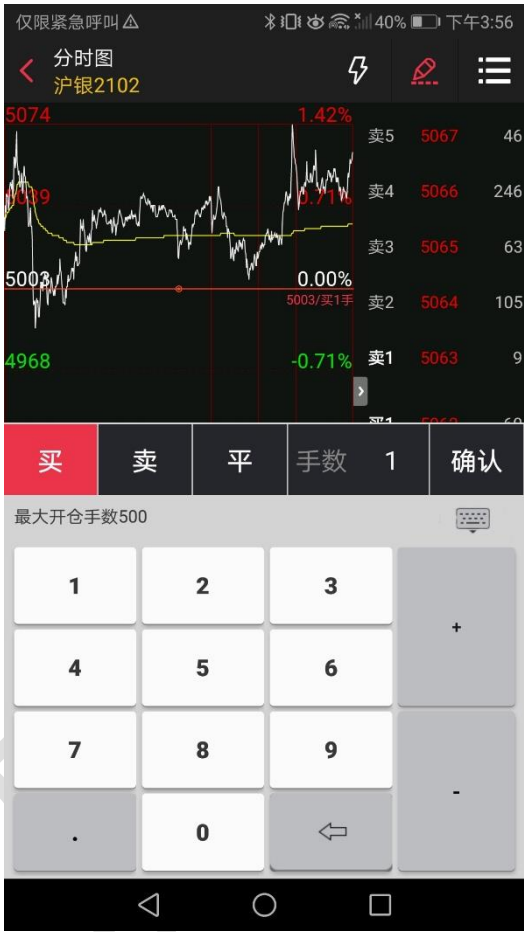 仅限紧急呼叫 40% 下午3:56
分时图
沪银2102
5074 1.42%
卖5 5067 46
5039 0.71%
卖4 5066 246
卖3 5065 63
5003 0.00%
5003/买1手
卖2 5064 105
4968 -0.71%
卖1 5063 9
买 卖 平 手数 1 确认
最大开仓手数500
1 2 3
+
4 5 6
7 8 9
-
. 0